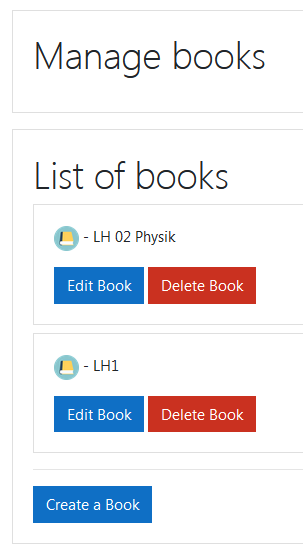 Manage books
List of books
- LH 02 Physik
Edit Book Delete Book
- LH1
Edit Book Delete Book
Create a Book